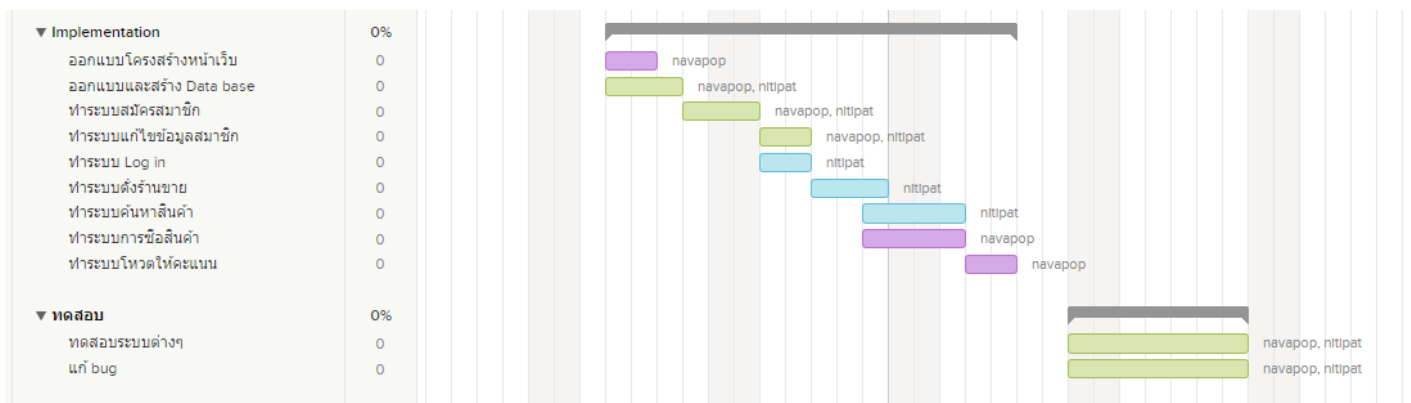 ▼ Implementation 0%
ออกแบบโครงสร้างหน้าเว็บ 0 navapop
ออกแบบและสร้าง Data base 0 navapop, nitipat
ทำระบบสมัครสมาชิก 0 navapop, nitipat
ทำระบบแก้ไขข้อมูลสมาชิก 0 navapop, nitipat
ทำระบบ Log in 0 nitipat
ทำระบบตั้งร้านขาย 0 nitipat
ทำระบบค้นหาสินค้า 0 nitipat
ทำระบบการซื้อสินค้า 0 navapop
ทำระบบโหวตให้คะแนน 0 navapop
▼ ทดสอบ 0%
ทดสอบระบบต่างๆ 0 navapop, nitipat
แก้ bug 0 navapop, nitipat